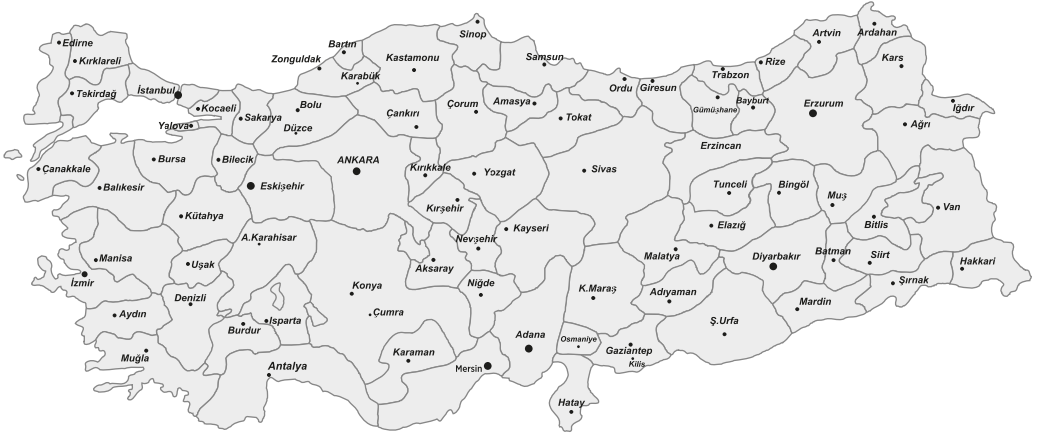 Edirne
Kırklareli
Tekirdağ
İstanbul
Kocaeli
Yalova
Sakarya
Zonguldak
Bartın
Karabük
Kastamonu
Sinop
Samsun
Bolu
Düzce
Çankırı
Çorum
Amasya
Tokat
Ordu
Giresun
Trabzon
Gümüşhane
Bayburt
Rize
Artvin
Ardahan
Kars
Iğdır
Erzurum
Ağrı
Erzincan
Çanakkale
Balıkesir
Bursa
Bilecik
Eskişehir
ANKARA
Kırıkkale
Yozgat
Sivas
Kırşehir
Tunceli
Bingöl
Muş
Van
Bitlis
Kütahya
A.Karahisar
Manisa
Uşak
İzmir
Aksaray
Nevşehir
Kayseri
Malatya
Elazığ
Diyarbakır
Batman
Siirt
Hakkari
Şırnak
Aydın
Denizli
Burdur
Isparta
Konya
Çumra
Niğde
K.Maraş
Adıyaman
Mardin
Ş.Urfa
Muğla
Antalya
Karaman
Mersin
Adana
Osmaniye
Gaziantep
Kilis
Hatay